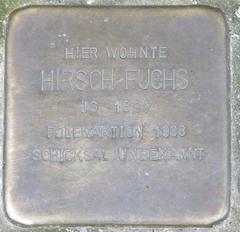 HIER WOHNTE
HIRSCH FUCHS
JG.
POLENAKTION 1938
SCHICKSAL UNBEKANNT